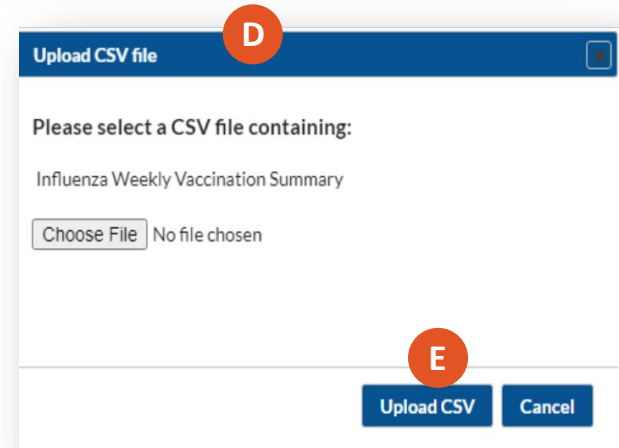 D
Upload CSV file
Please select a CSV file containing:
Influenza Weekly Vaccination Summary
Choose File No file chosen
E
Upload CSV Cancel